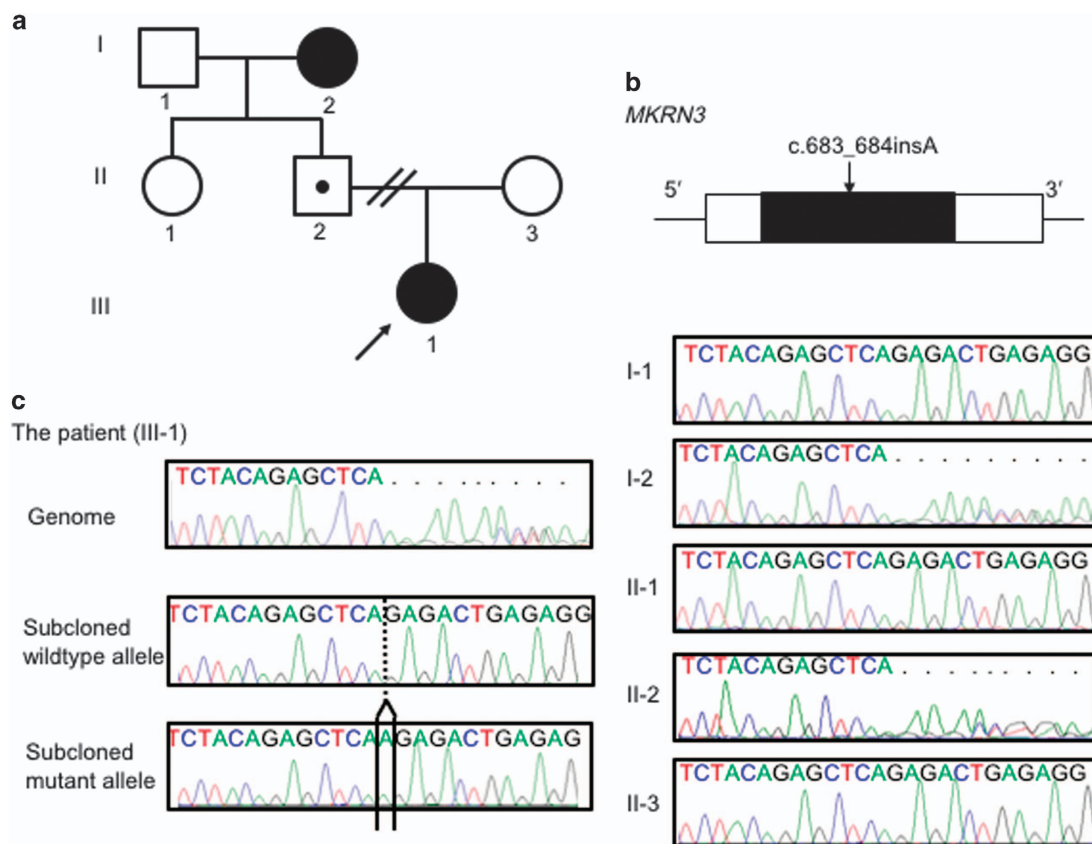 a
I
1
2
II
1
2
3
III
1
b
MKRN3
c.683_684insA
5′
3′
I-1
TCTACAGAGCTCAGAGACTGAGAGG
I-2
TCTACAGAGCTCA . . . . . . . . .
II-1
TCTACAGAGCTCAGAGACTGAGAGG
II-2
TCTACAGAGCTCA . . . . . . . .
II-3
TCTACAGAGCTCAGAGACTGAGAGG
c
The patient (III-1)
Genome
TCTACAGAGCTCA . . . . . . . .
Subcloned
wildtype allele
TCTACAGAGCTCAGAGACTGAGAGG
Subcloned
mutant allele
TCTACAGAGCTCAAGAGACTGAGAG